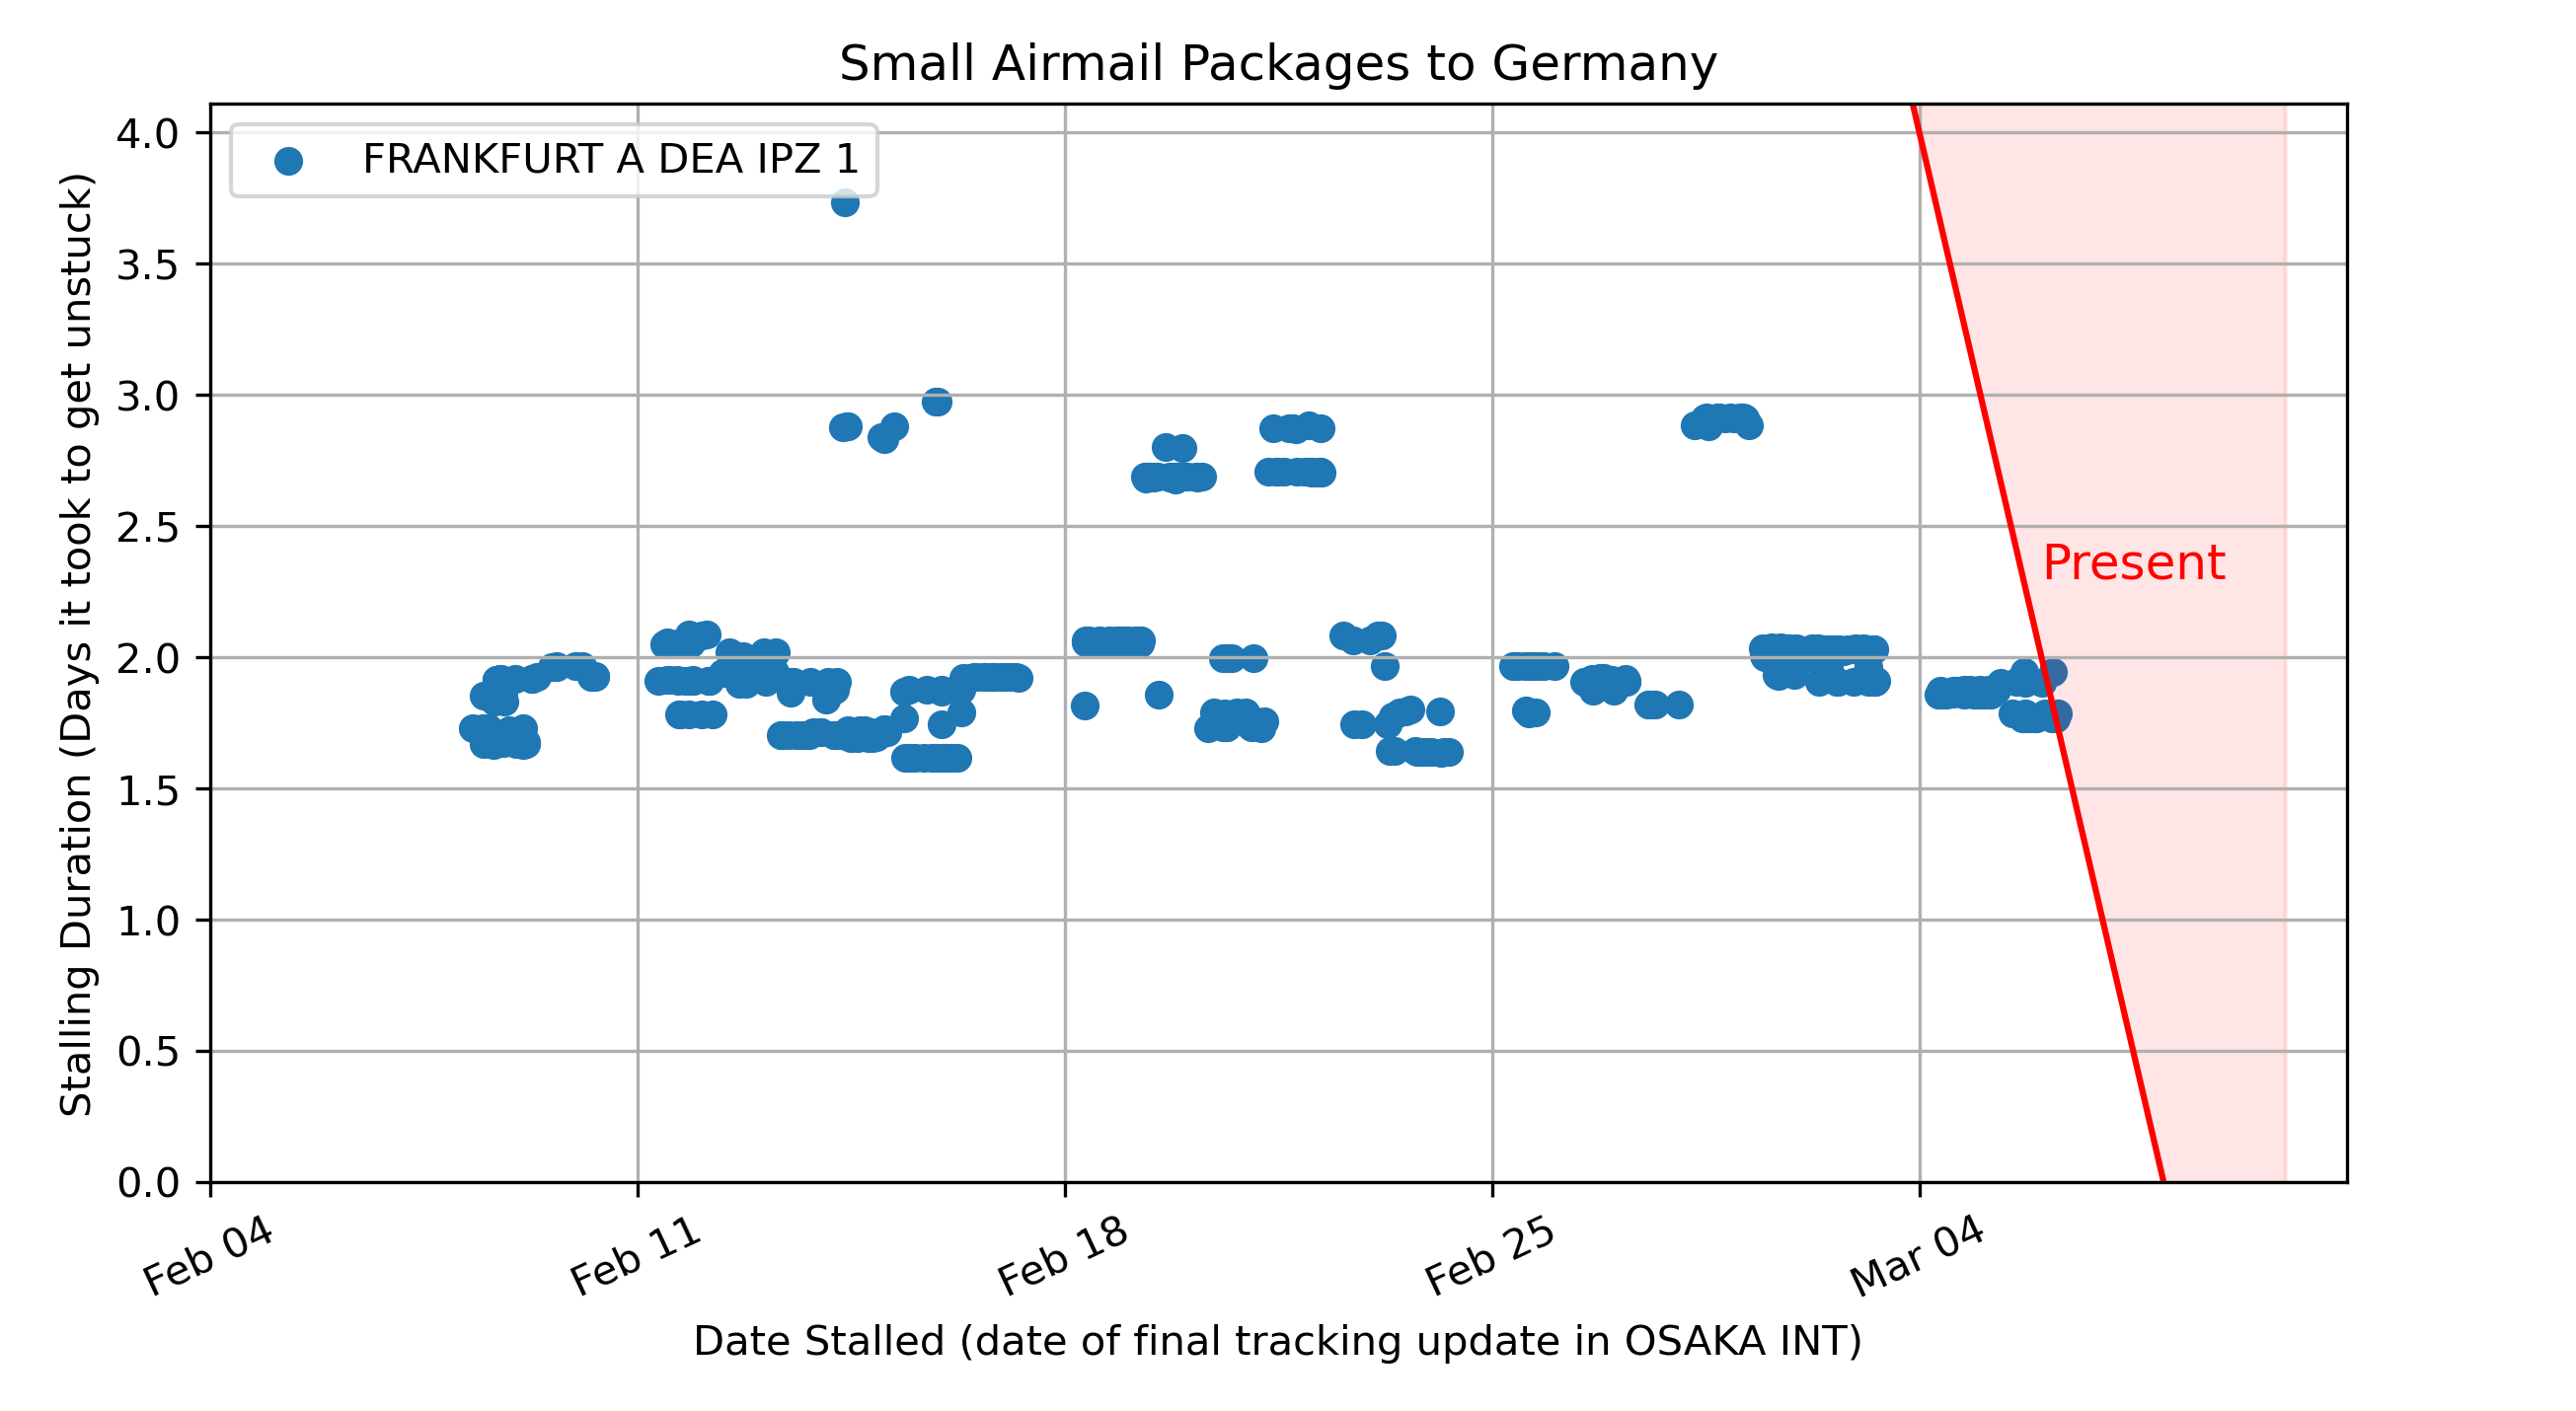 Small Airmail Packages to Germany
FRANKFURT A DEA IPZ 1
Stalling Duration (Days it took to get unstuck)
4.0
3.5
3.0
2.5
2.0
1.5
1.0
0.5
0.0
Present
Feb 04
Feb 11
Feb 18
Feb 25
Mar 04
Date Stalled (date of final tracking update in OSAKA INT)